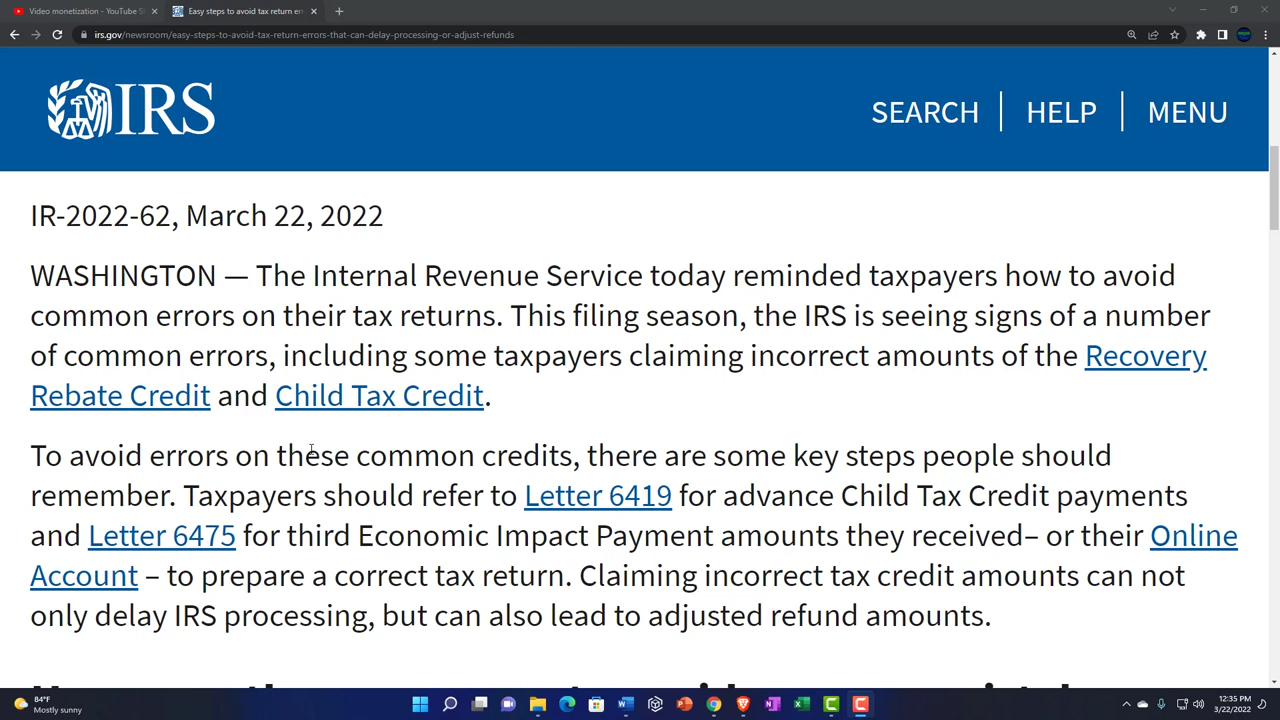 Video monetization - YouTube S
Easy steps to avoid tax return err
irs.gov/newsroom/easy-steps-to-avoid-tax-return-errors-that-can-delay-processing-or-adjust-refunds
IRS
SEARCH
HELP
MENU
IR-2022-62, March 22, 2022
WASHINGTON — The Internal Revenue Service today reminded taxpayers how to avoid
common errors on their tax returns. This filing season, the IRS is seeing signs of a number
of common errors, including some taxpayers claiming incorrect amounts of the Recovery
Rebate Credit and Child Tax Credit.
To avoid errors on these common credits, there are some key steps people should
remember. Taxpayers should refer to Letter 6419 for advance Child Tax Credit payments
and Letter 6475 for third Economic Impact Payment amounts they received– or their Online
Account – to prepare a correct tax return. Claiming incorrect tax credit amounts can not
only delay IRS processing, but can also lead to adjusted refund amounts.
84°F
Mostly sunny
12:35 PM
3/22/2022